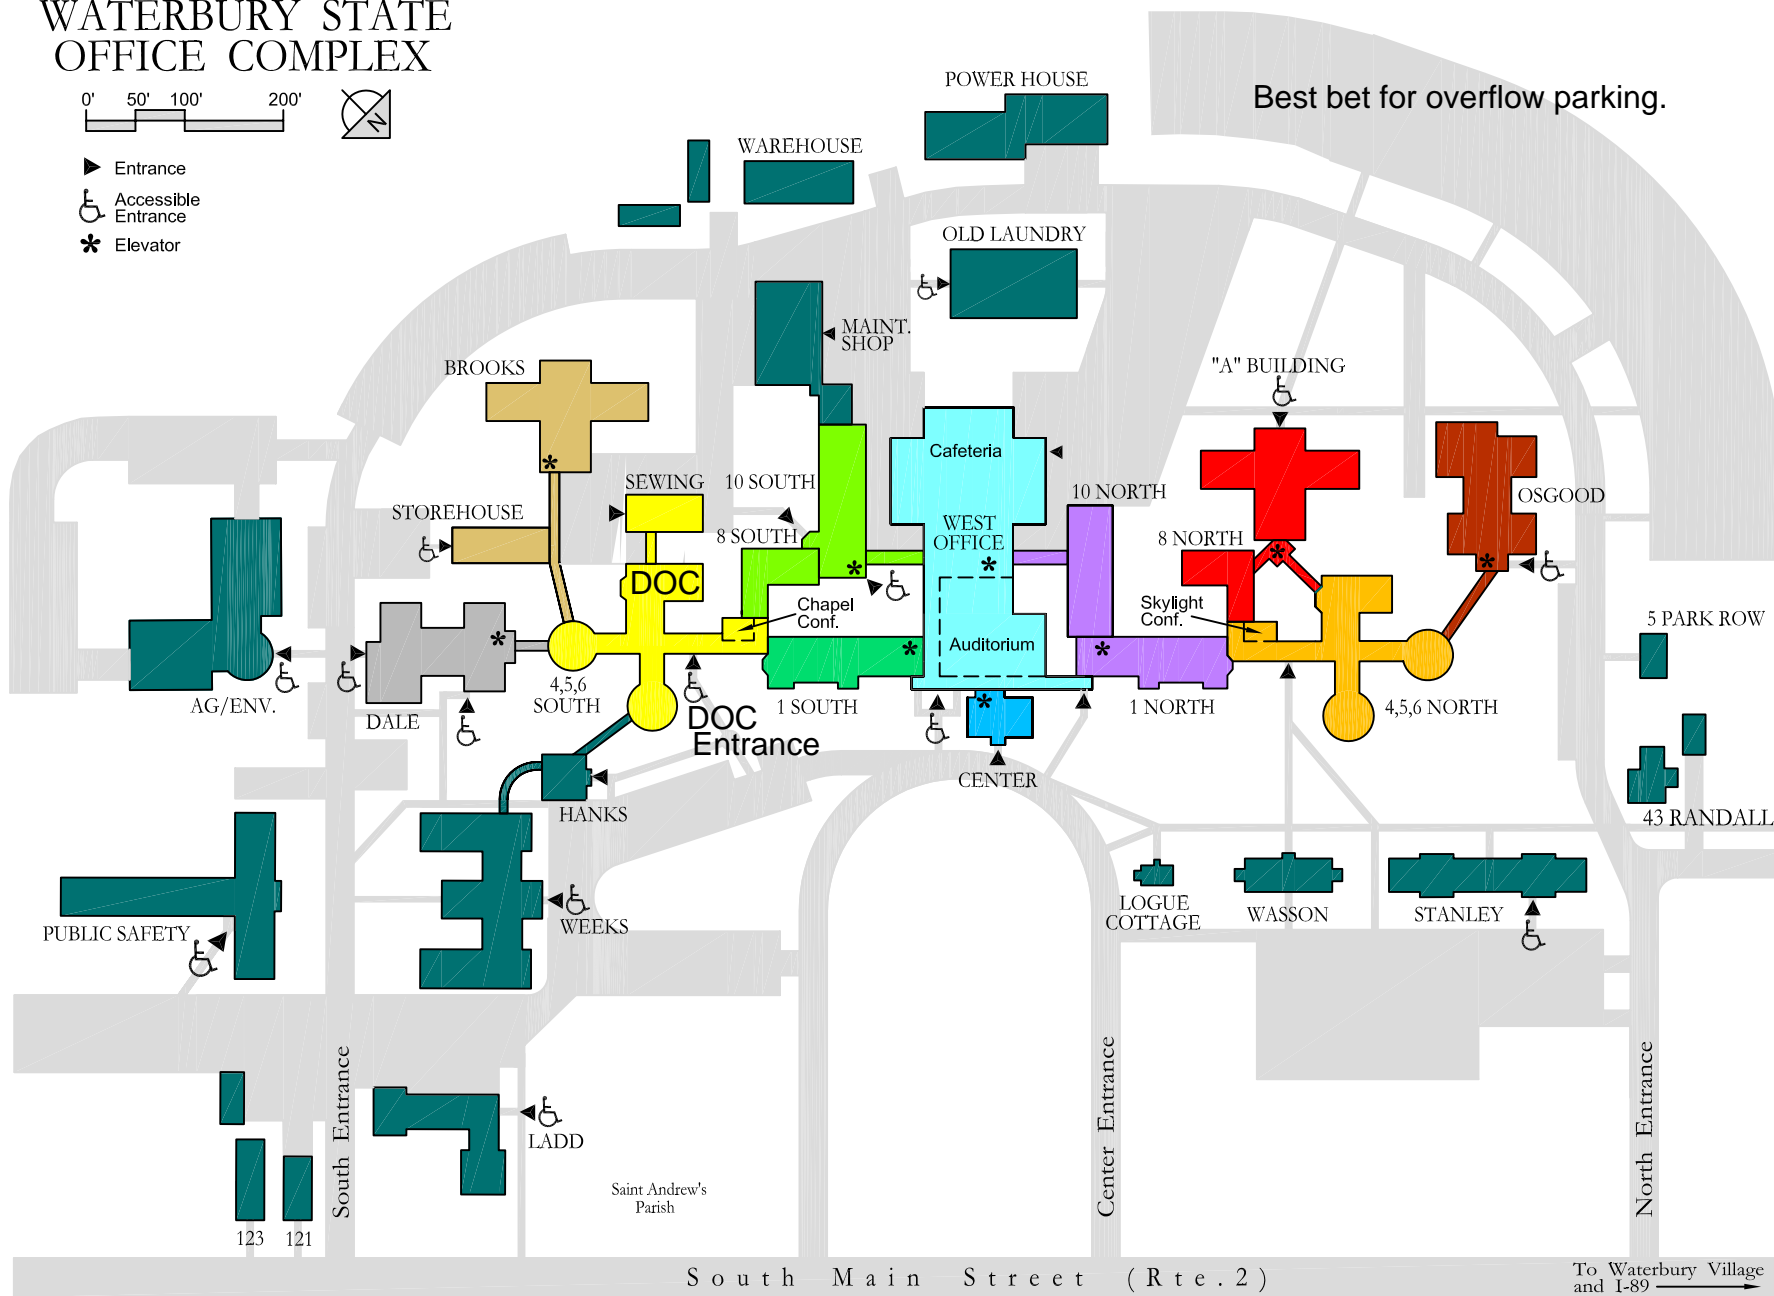 WATERBURY STATE
OFFICE COMPLEX
0' 50' 100' 200'
N
Entrance
Accessible
Entrance
Elevator
POWER HOUSE
Best bet for overflow parking.
WAREHOUSE
OLD LAUNDRY
MAINT.
SHOP
BROOKS
"A" BUILDING
Cafeteria
SEWING
10 SOUTH
10 NORTH
OSGOOD
STOREHOUSE
8 SOUTH
WEST
OFFICE
8 NORTH
DOC
Chapel
Conf.
Skylight
Conf.
5 PARK ROW
Auditorium
AG/ENV.
DALE
4,5,6
SOUTH
1 SOUTH
1 NORTH
4,5,6 NORTH
DOC
Entrance
CENTER
HANKS
43 RANDALL
PUBLIC SAFETY
WEEKS
LOGUE
COTTAGE
WASSON
STANLEY
South Entrance
Center Entrance
North Entrance
LADD
Saint Andrew's
Parish
123
121
South Main Street (Rte.2)
To Waterbury Village
and I-89